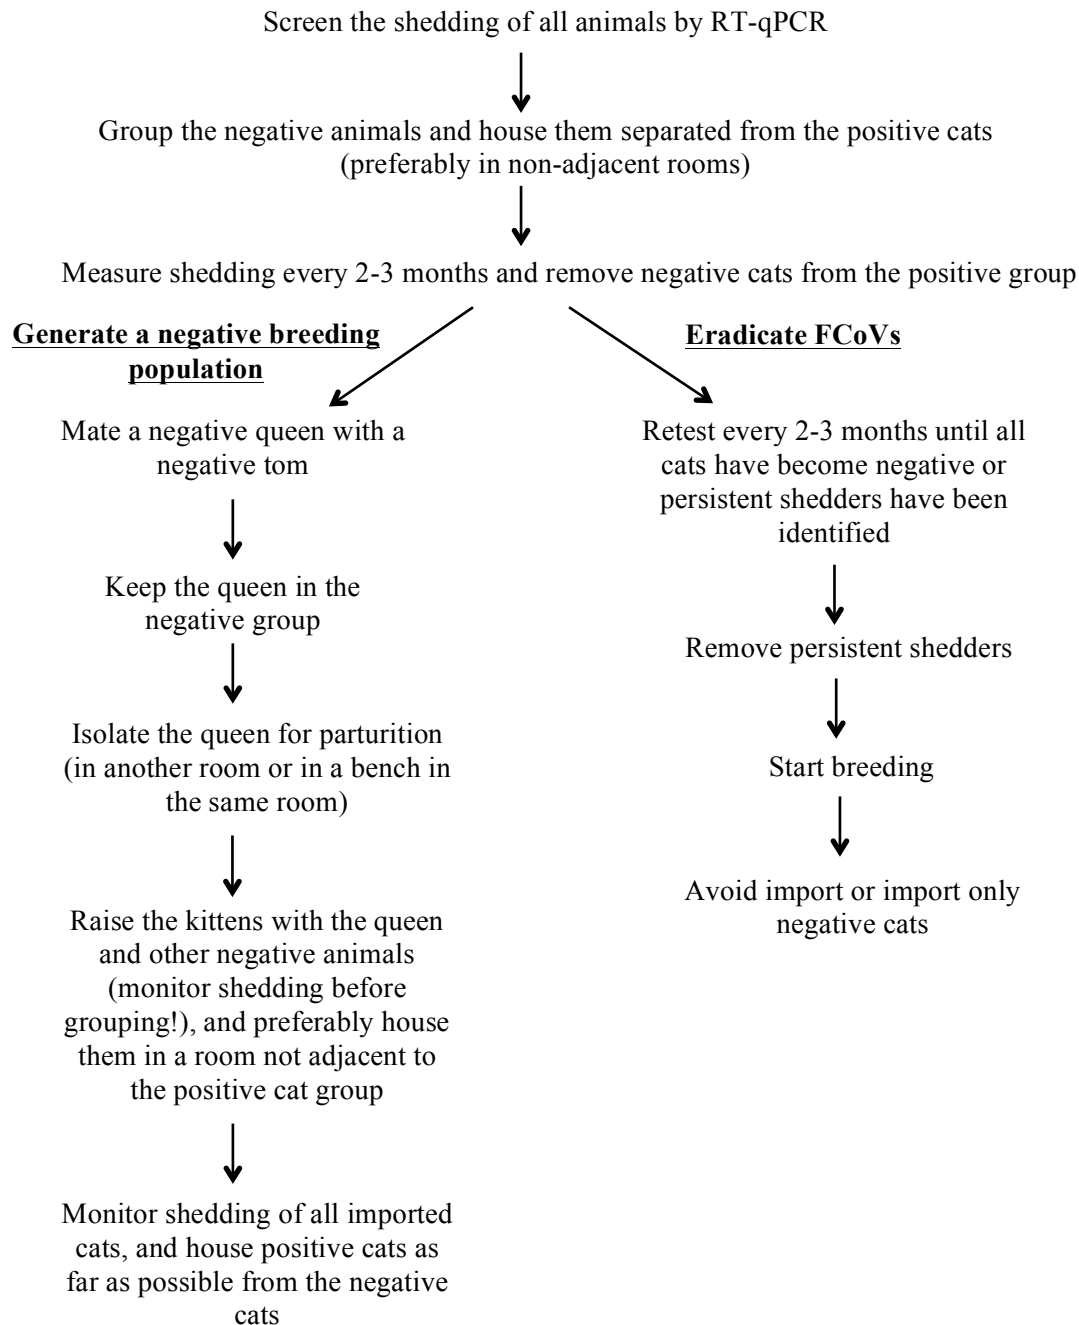 Screen the shedding of all animals by RT-qPCR
Group the negative animals and house them separated from the positive cats
(preferably in non-adjacent rooms)
Measure shedding every 2-3 months and remove negative cats from the positive group
Generate a negative breeding
population
Mate a negative queen with a
negative tom
Keep the queen in the
negative group
Isolate the queen for parturition
(in another room or in a bench in
the same room)
Raise the kittens with the queen
and other negative animals
(monitor shedding before
grouping!), and preferably house
them in a room not adjacent to
the positive cat group
Monitor shedding of all imported
cats, and house positive cats as
far as possible from the negative
cats
Eradicate FCoVs
Retest every 2-3 months until all
cats have become negative or
persistent shedders have been
identified
Remove persistent shedders
Start breeding
Avoid import or import only
negative cats